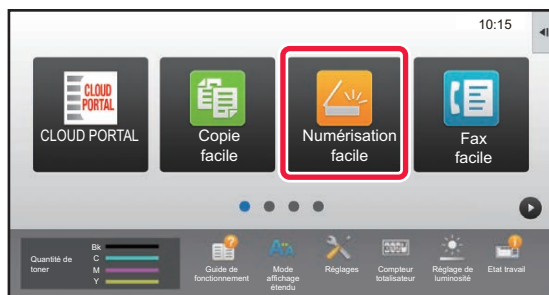 10:15
CLOUD
PORTAL
CLOUD PORTAL
Copie
facile
Numérisation
facile
Fax
facile
Quantité de
toner
Bk
C
M
Y
Guide de
fonctionnement
Mode
affichage
étendu
Réglages
Compteur
totalisateur
Réglage de
luminosité
Etat travail